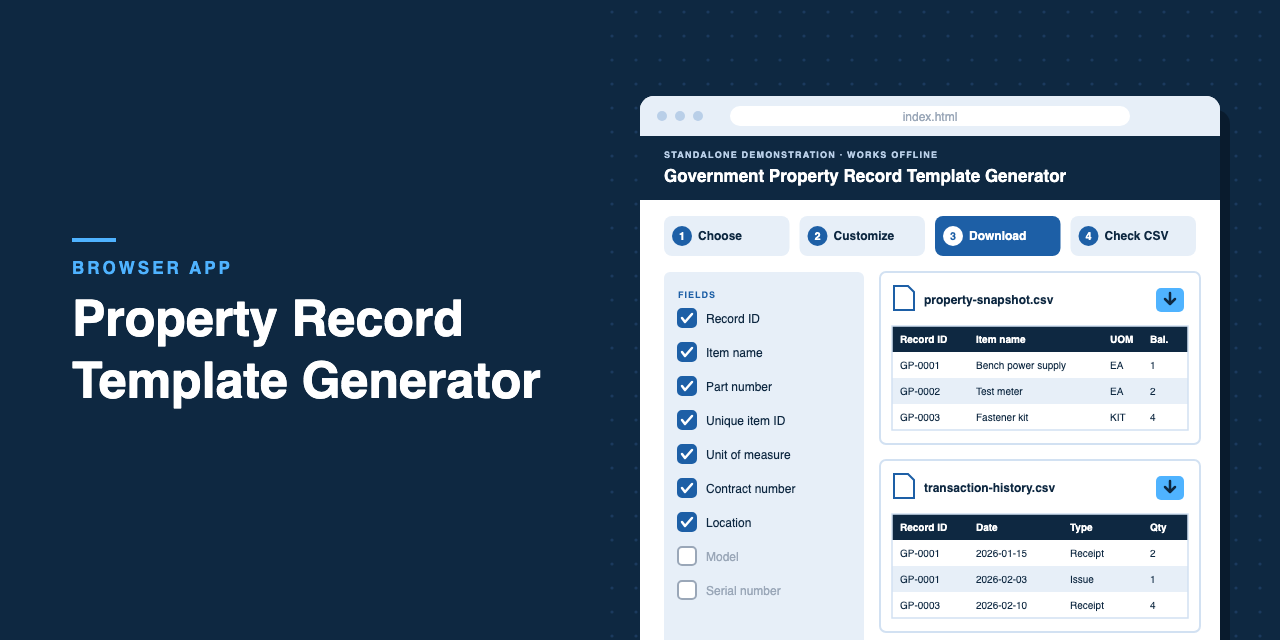 BROWSER APP
Property Record
Template Generator
index.html
STANDALONE DEMONSTRATION · WORKS OFFLINE
Government Property Record Template Generator
1 Choose
2 Customize
3 Download
4 Check CSV
FIELDS
Record ID
Item name
Part number
Unique item ID
Unit of measure
Contract number
Location
Model
Serial number
property-snapshot.csv
Record ID Item name UOM Bal.
GP-0001 Bench power supply EA 1
GP-0002 Test meter EA 2
GP-0003 Fastener kit KIT 4
transaction-history.csv
Record ID Date Type Qty
GP-0001 2026-01-15 Receipt 2
GP-0001 2026-02-03 Issue 1
GP-0003 2026-02-10 Receipt 4